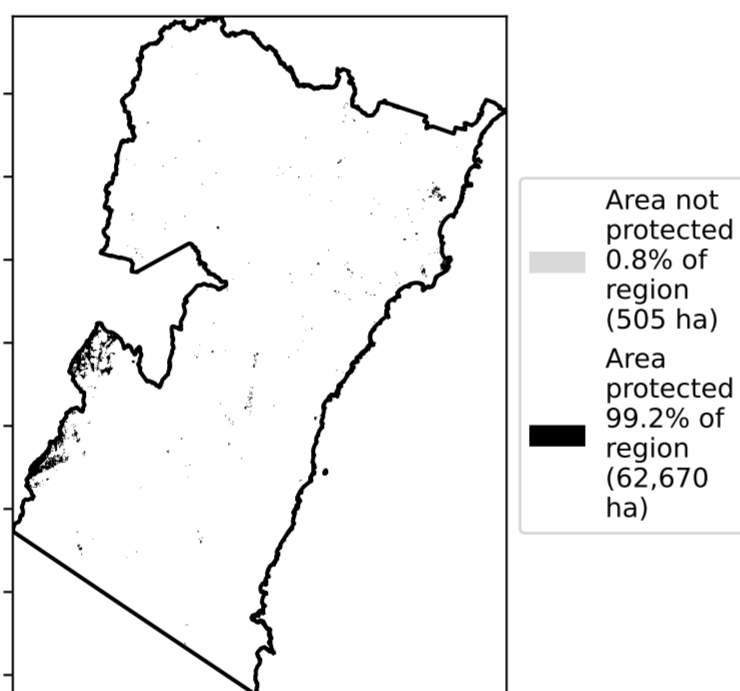 Area not
protected
0.8% of
region
(505 ha)
Area
protected
99.2% of
region
(62,670
ha)